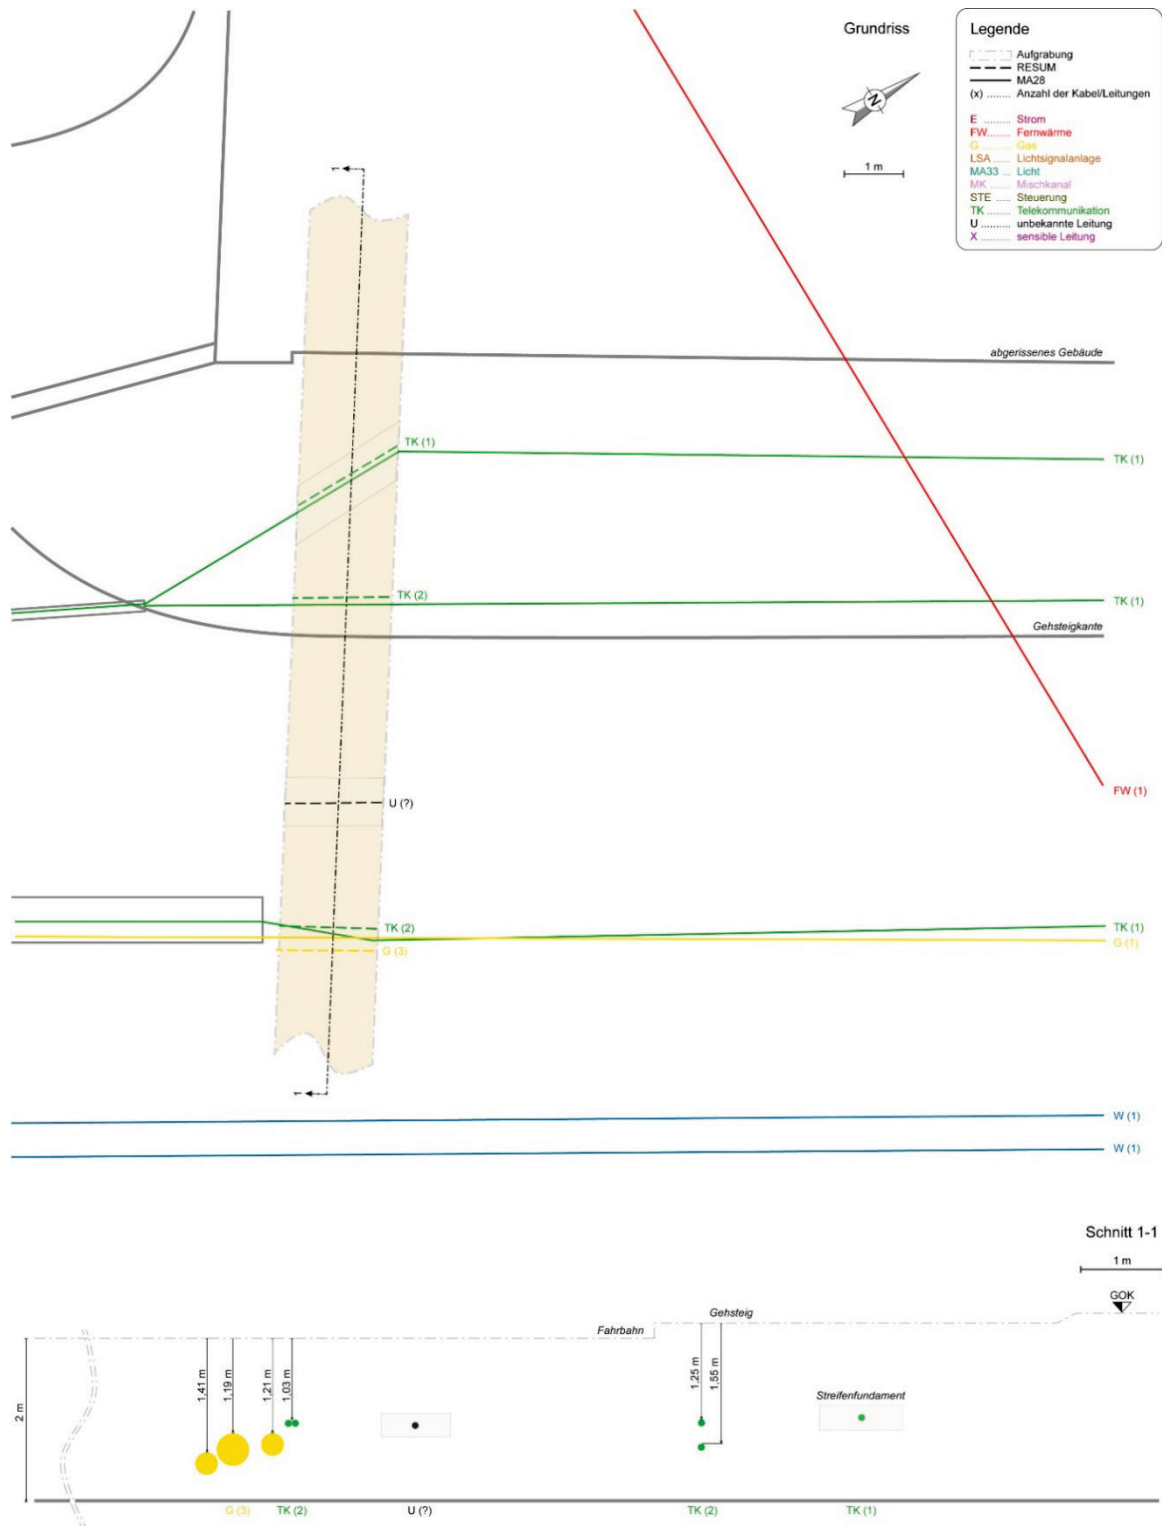 Grundriss
N
1 m
Legende
Aufgrabung
RESUM
MA28
(x) ........ Anzahl der Kabel/Leitungen
E ......... Strom
FW....... Fernwärme
G ......... Gas
LSA ...... Lichtsignalanlage
MA33 ... Licht
MK ....... Mischkanal
STE ..... Steuerung
TK ........ Telekommunikation
U .......... unbekannte Leitung
X .......... sensible Leitung
1
abgerissenes Gebäude
TK (1)
TK (1)
TK (2)
TK (1)
Gehsteigkante
FW (1)
U (?)
TK (2)
TK (1)
G (3)
G (1)
1
W (1)
W (1)
Schnitt 1-1
1 m
GOK
Gehsteig
Fahrbahn
2 m
1,41 m
1,19 m
1,21 m
1,03 m
1,25 m
1,55 m
Streifenfundament
G (3) TK (2) U (?) TK (2) TK (1)